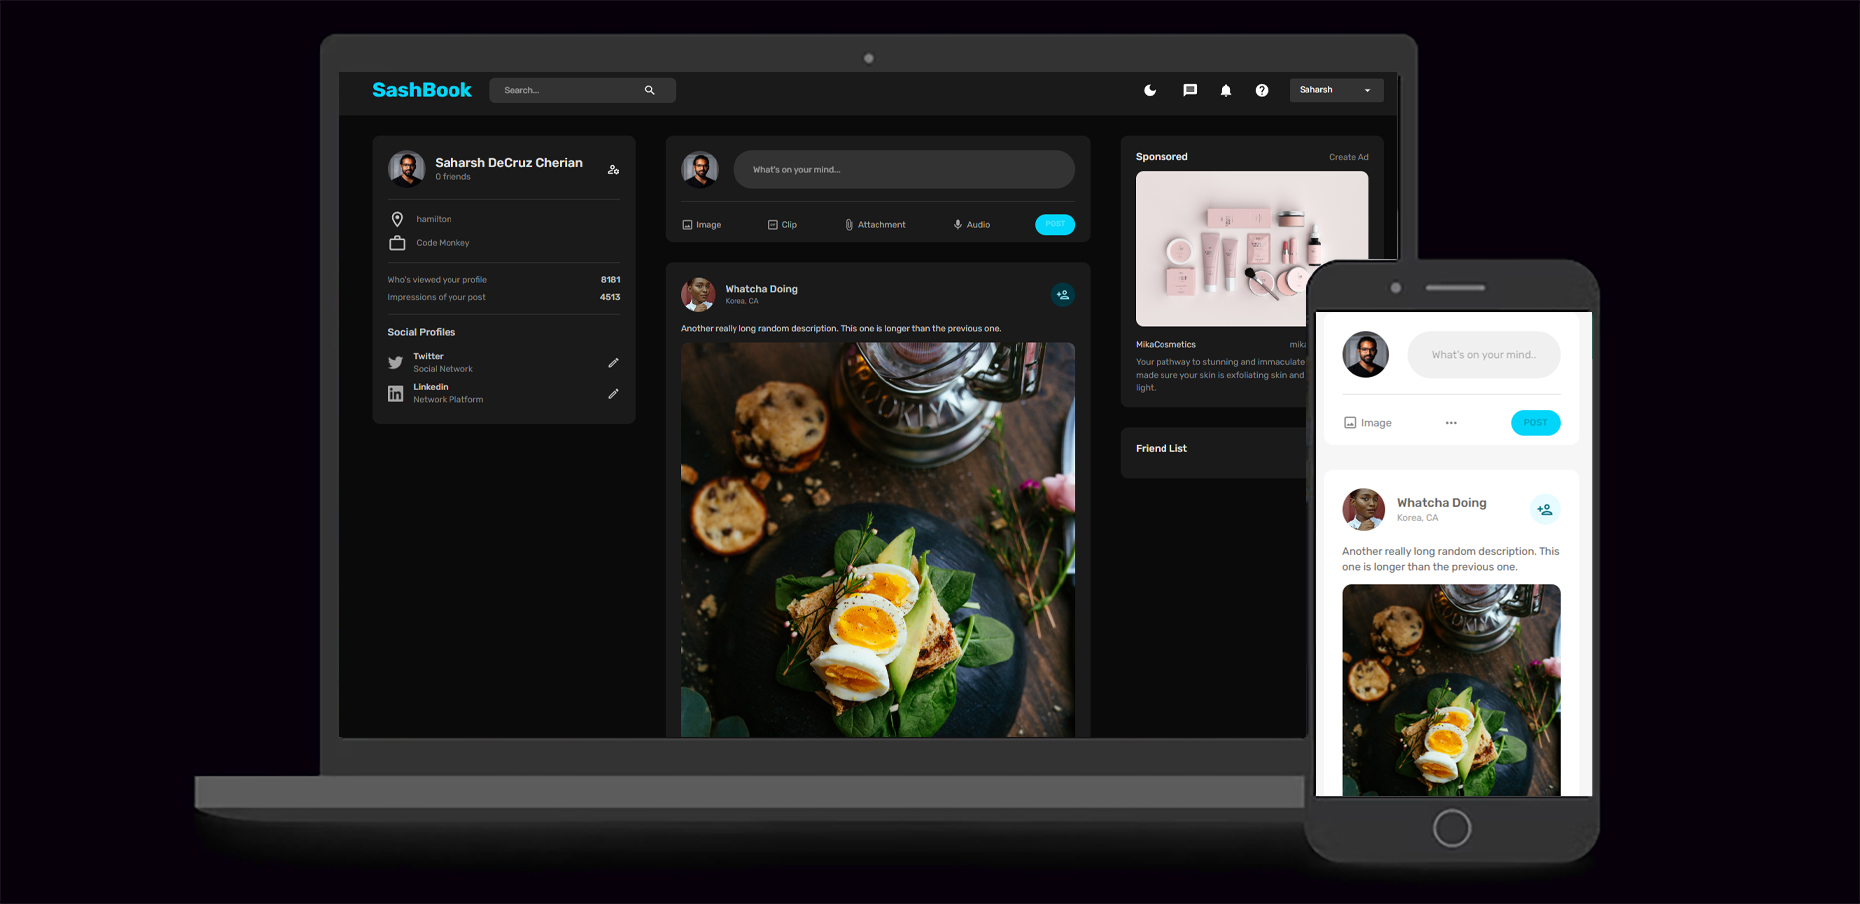 SashBook
Search...
Saharsh
Saharsh DeCruz Cherian
0 friends
hamilton
Code Monkey
Who's viewed your profile 8181
Impressions of your post 4513
Social Profiles
Twitter
Social Network
Linkedin
Network Platform
What's on your mind...
Image Clip Attachment Audio POST
Whatcha Doing
Korea, CA
Another really long random description. This one is longer than the previous one.
Sponsored Create Ad
MikaCosmetics mika
Your pathway to stunning and immaculate
made sure your skin is exfoliating skin and
light.
Friend List
What's on your mind..
Image POST
Whatcha Doing
Korea, CA
Another really long random description. This
one is longer than the previous one.